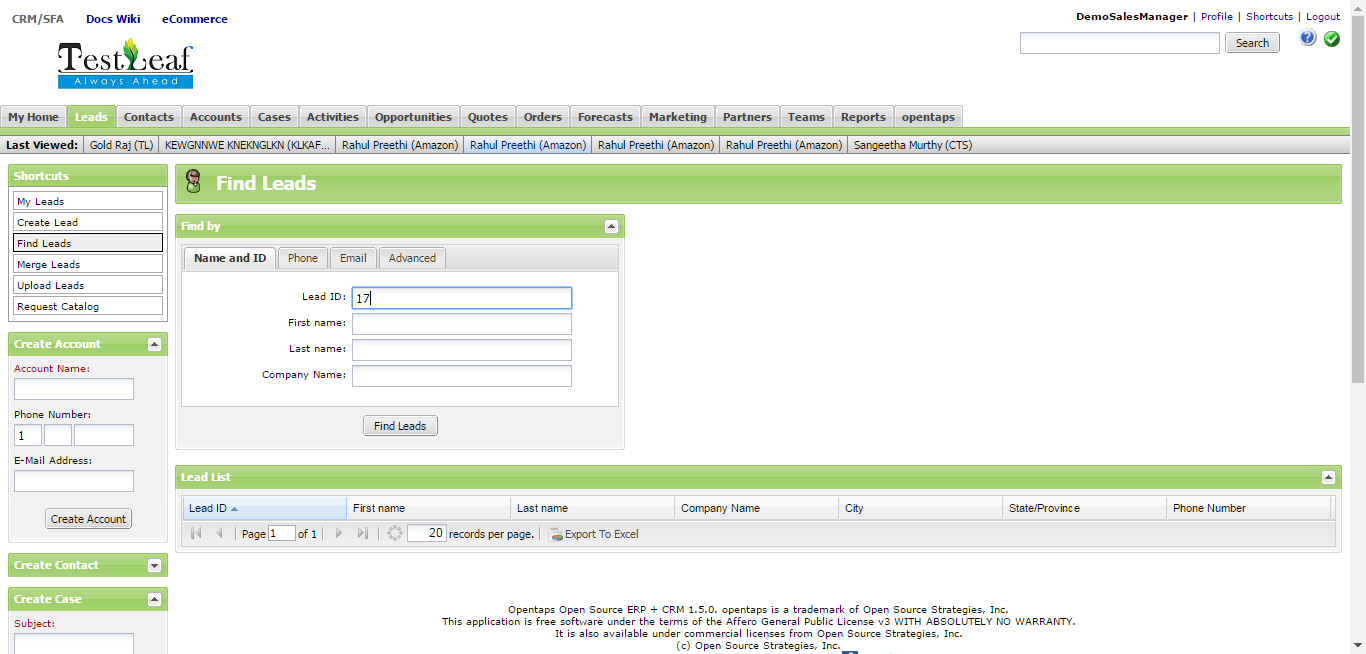 CRM/SFA Docs Wiki eCommerce
DemoSalesManager | Profile | Shortcuts | Logout
Search
TestLeaf
Always Ahead
My Home Leads Contacts Accounts Cases Activities Opportunities Quotes Orders Forecasts Marketing Partners Teams Reports opentaps
Last Viewed: Gold Raj (TL) KEWGNNWE KNEKNGLKN (KLKAF... Rahul Preethi (Amazon) Rahul Preethi (Amazon) Rahul Preethi (Amazon) Rahul Preethi (Amazon) Sangeetha Murthy (CTS)
Shortcuts
My Leads
Create Lead
Find Leads
Merge Leads
Upload Leads
Request Catalog
Create Account
Account Name:
Phone Number:
1
E-Mail Address:
Create Account
Create Contact
Create Case
Subject:
Find Leads
Find by
Name and ID Phone Email Advanced
Lead ID: 17
First name:
Last name:
Company Name:
Find Leads
Lead List
Lead ID First name Last name Company Name City State/Province Phone Number
Page 1 of 1 20 records per page. Export To Excel
Opentaps Open Source ERP + CRM 1.5.0. opentaps is a trademark of Open Source Strategies, Inc.
This application is free software under the terms of the Affero General Public License v3 WITH ABSOLUTELY NO WARRANTY.
It is also available under commercial licenses from Open Source Strategies, Inc.
(c) Open Source Strategies, Inc.